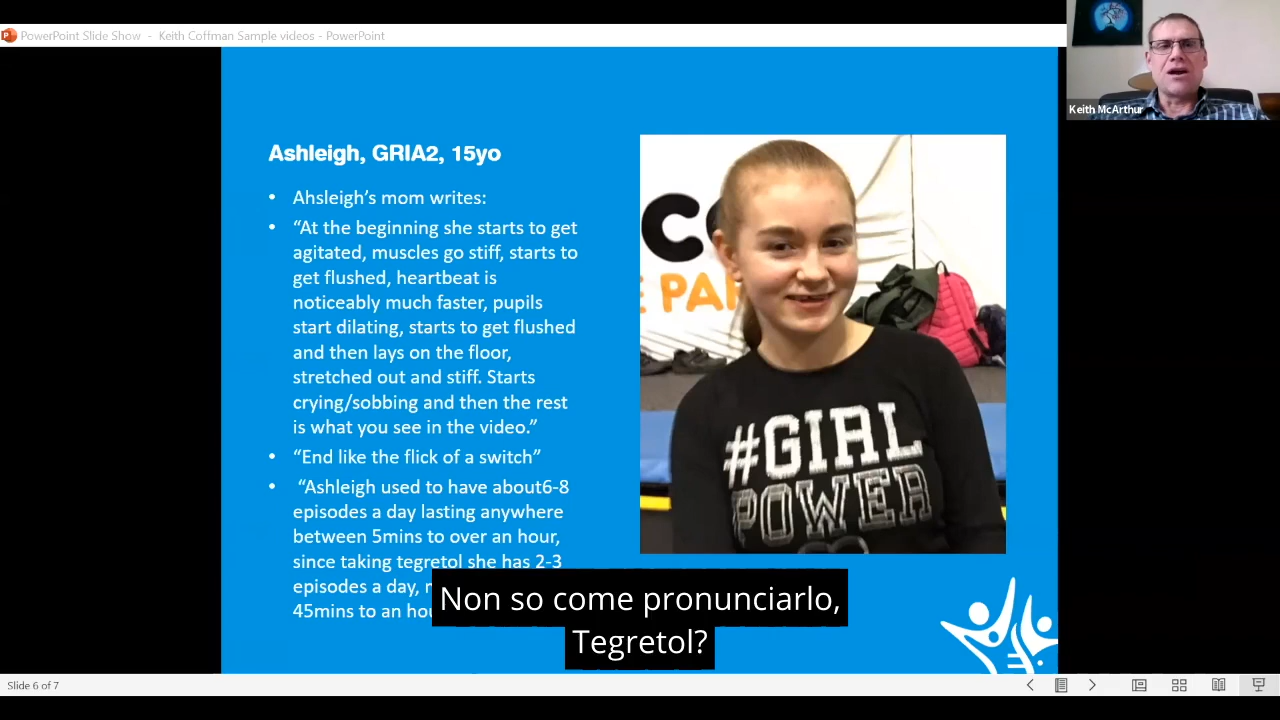 PowerPoint Slide Show - Keith Coffman Sample videos - PowerPoint
Keith McArthur
Ashleigh, GRIA2, 15yo
• Ahsleigh's mom writes:
• “At the beginning she starts to get
agitated, muscles go stiff, starts to
get flushed, heartbeat is
noticeably much faster, pupils
start dilating, starts to get flushed
and then lays on the floor,
stretched out and stiff. Starts
crying/sobbing and then the rest
is what you see in the video.”
• “End like the flick of a switch”
• “Ashleigh used to have about6-8
episodes a day lasting anywhere
between 5mins to over an hour,
since taking tegretol she has 2-3
episodes a day,
45mins to an
#GIRL
POWER
Non so come pronunciarlo,
Tegretol?
Slide 6 of 7